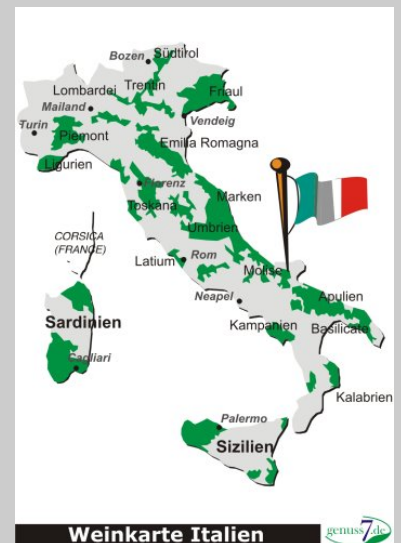 Bozen
Südtirol
Lombardei
Trentin
Friaul
Mailand
Vendeig
Turin
Piemont
Emilia Romagna
Ligurien
Florenz
Toskana
Marken
Umbrien
CORSICA
(FRANCE)
Latium
Rom
Molise
Neapel
Apulien
Sardinien
Kampanien
Basilicate
Cagliari
Kalabrien
Palermo
Sizilien
Weinkarte Italien
genuss7.de